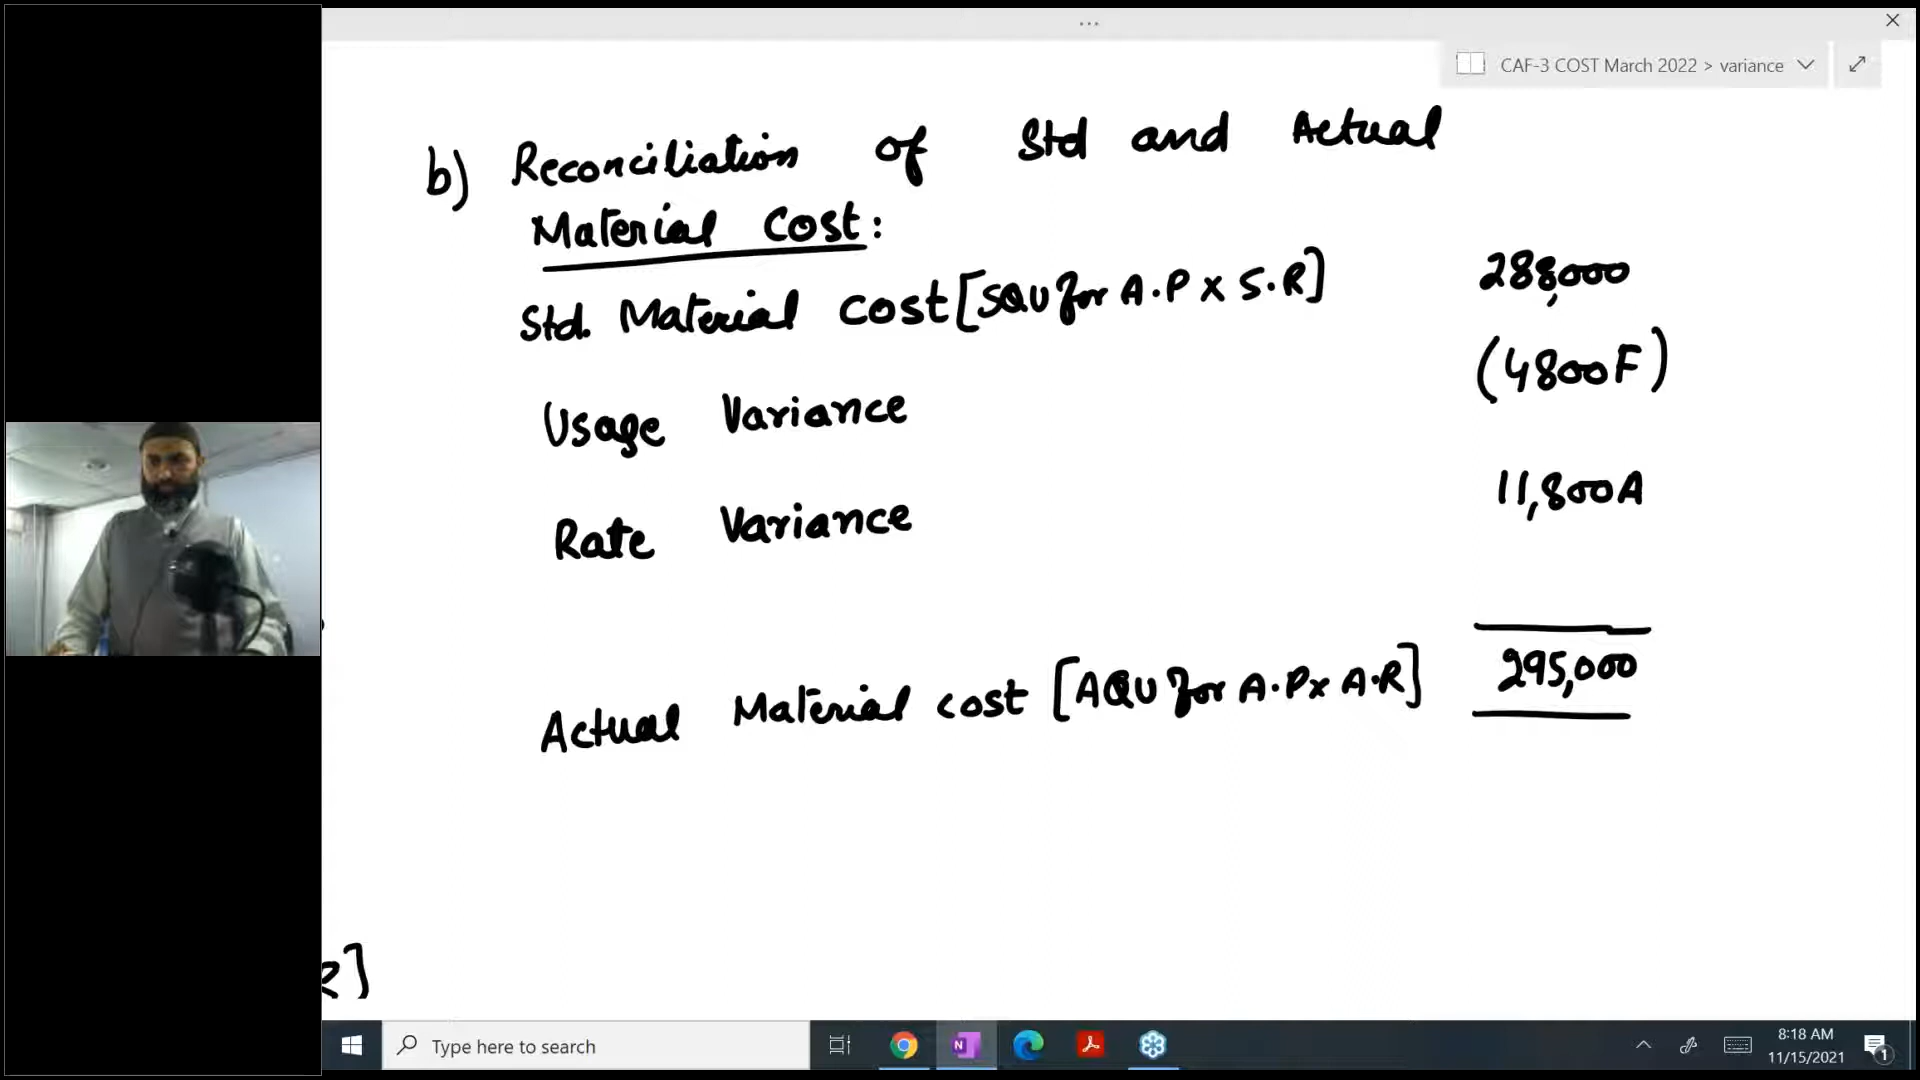 ...
CAF-3 COST March 2022 > variance
b) Reconciliation of Std and Actual
Material Cost:
Std. Material Cost [SQU for A.P x S.R] 288,000
Usage Variance (4800F)
Rate Variance 11,800A
Actual Material cost [AQU for A.P x A.R] 295,000
R]
Type here to search
8:18 AM
11/15/2021
1